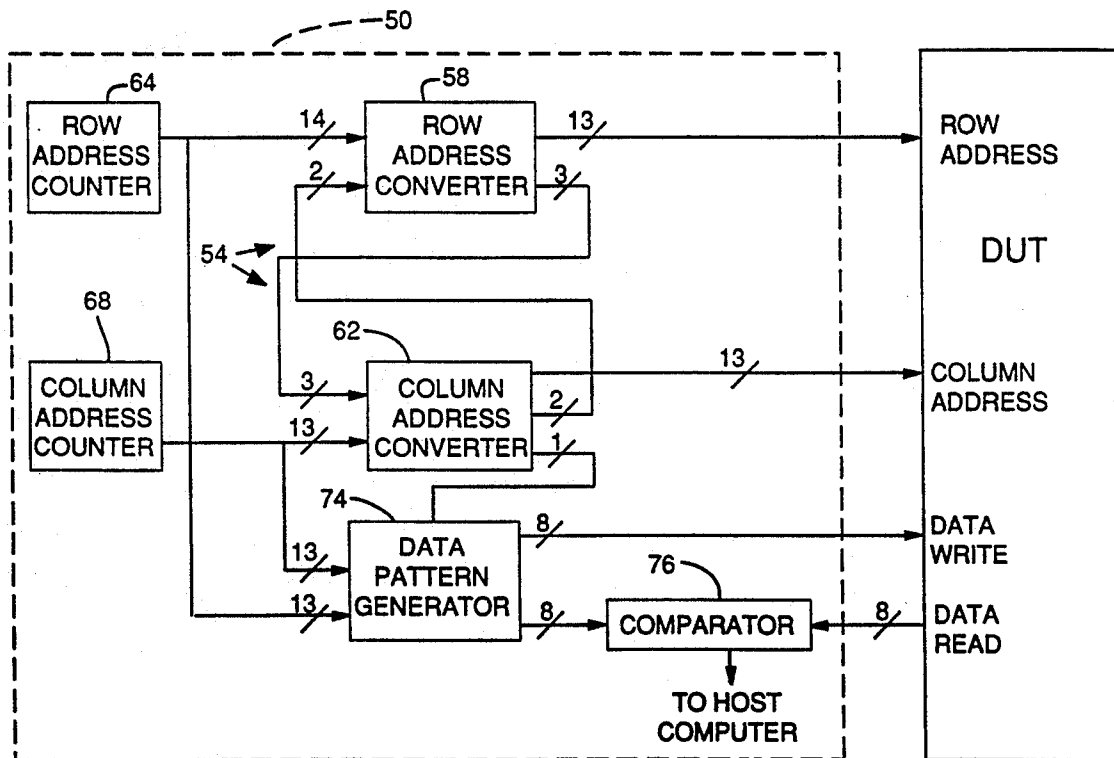 50
64
ROW
ADDRESS
COUNTER
14
2
58
ROW
ADDRESS
CONVERTER
13
3
ROW
ADDRESS
DUT
54
68
COLUMN
ADDRESS
COUNTER
62
3
13
COLUMN
ADDRESS
CONVERTER
13
2
1
COLUMN
ADDRESS
74
13
13
DATA
PATTERN
GENERATOR
8
8
DATA
WRITE
76
COMPARATOR
8
DATA
READ
TO HOST
COMPUTER